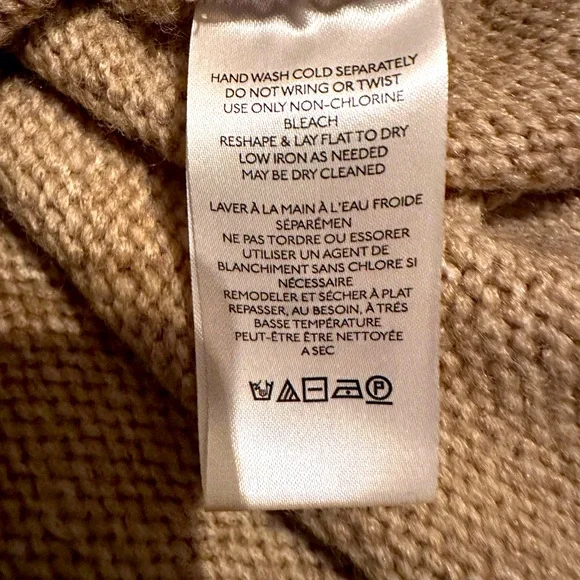 HAND WASH COLD SEPARATELY
DO NOT WRING OR TWIST
USE ONLY NON-CHLORINE
BLEACH
RESHAPE & LAY FLAT TO DRY
LOW IRON AS NEEDED
MAY BE DRY CLEANED
LAVER À LA MAIN À L'EAU FROIDE
SÉPARÉMEN
NE PAS TORDRE OU ESSORER
UTILISER UN AGENT DE
BLANCHIMENT SANS CHLORE SI
NÉCESSAIRE
REMODELER ET SÉCHER À PLAT
REPASSER, AU BESOIN, À TRÉS
BASSE TEMPÉRATURE
PEUT-ÊTRE ÊTRE NETTOYÉE
A SEC
P